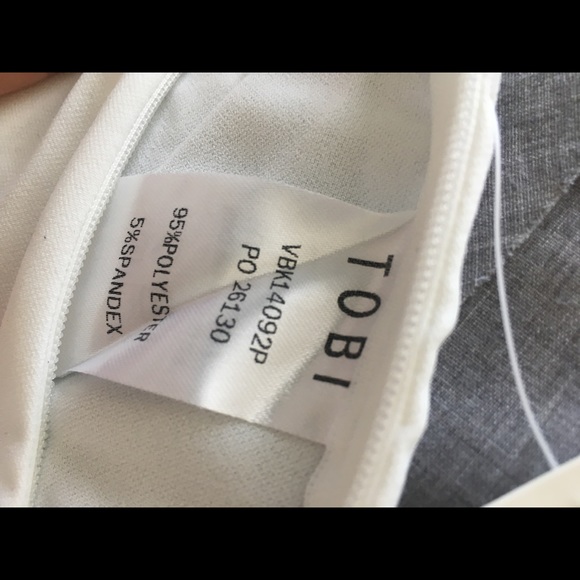 TOBI
VBK14092P
PO 26130
95%POLYESTER
5%SPANDEX